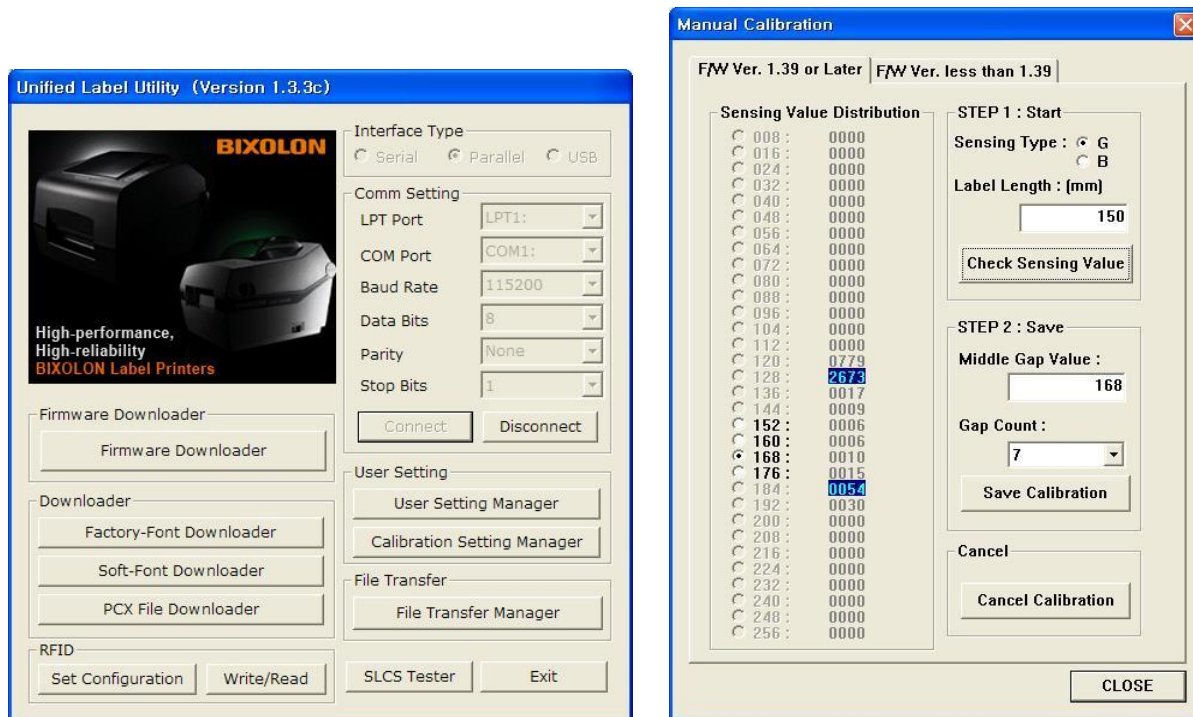 Unified Label Utility (Version 1.3.3c)
BIXOLON
High-performance,
High-reliability
BIXOLON Label Printers
Interface Type
Serial Parallel USB
Comm Setting
LPT Port LPT1:
COM Port COM1:
Baud Rate 115200
Data Bits 8
Parity None
Stop Bits 1
Connect Disconnect
Firmware Downloader
Firmware Downloader
Downloader
Factory-Font Downloader
Soft-Font Downloader
PCX File Downloader
RFID
Set Configuration Write/Read
User Setting
User Setting Manager
Calibration Setting Manager
File Transfer
File Transfer Manager
SLCS Tester Exit
Manual Calibration
F/W Ver. 1.39 or Later F/W Ver. less than 1.39
Sensing Value Distribution
008 : 0000
016 : 0000
024 : 0000
032 : 0000
040 : 0000
048 : 0000
056 : 0000
064 : 0000
072 : 0000
080 : 0000
088 : 0000
096 : 0000
104 : 0000
112 : 0000
120 : 0779
128 : 2673
136 : 0017
144 : 0009
152 : 0006
160 : 0006
168 : 0010
176 : 0015
184 : 0054
192 : 0030
200 : 0000
208 : 0000
216 : 0000
224 : 0000
232 : 0000
240 : 0000
248 : 0000
256 : 0000
STEP 1 : Start
Sensing Type : G
B
Label Length : (mm)
150
Check Sensing Value
STEP 2 : Save
Middle Gap Value :
168
Gap Count :
7
Save Calibration
Cancel
Cancel Calibration
CLOSE